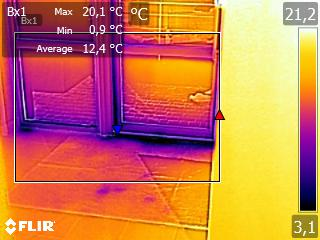 Bx1 Max 20,1 °C °C 21,2
Bx1
Min 0,9 °C
Average 12,4 °C
FLIR 3,1